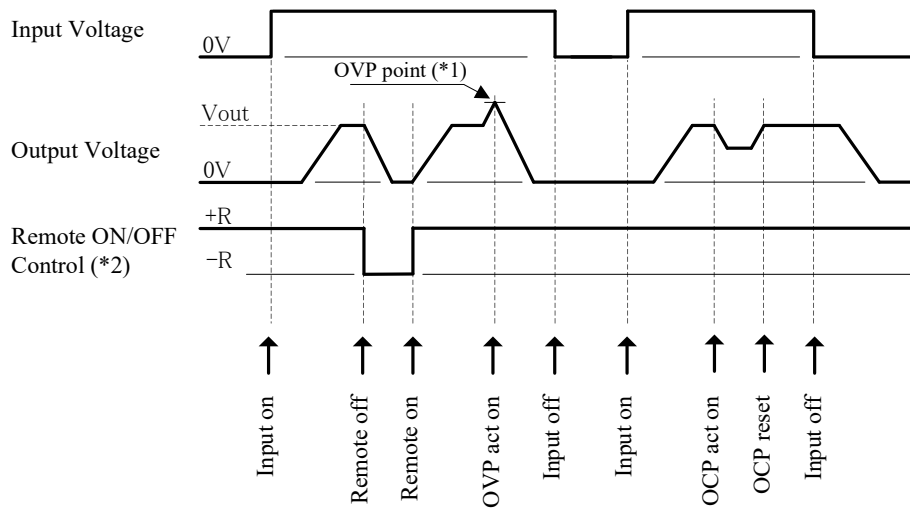 Input Voltage
0V
OVP point (*1)
Vout
Output Voltage
0V
+R
Remote ON/OFF
Control (*2)
−R
Input on
Remote off
Remote on
OVP act on
Input off
Input on
OCP act on
OCP reset
Input off